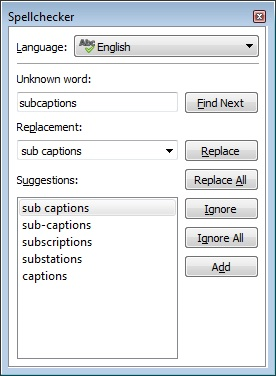 Spellchecker
Language: Abc English
Unknown word:
subcaptions Find Next
Replacement:
sub captions Replace
Suggestions: Replace All
sub captions Ignore
sub-captions
subscriptions Ignore All
substations
captions Add